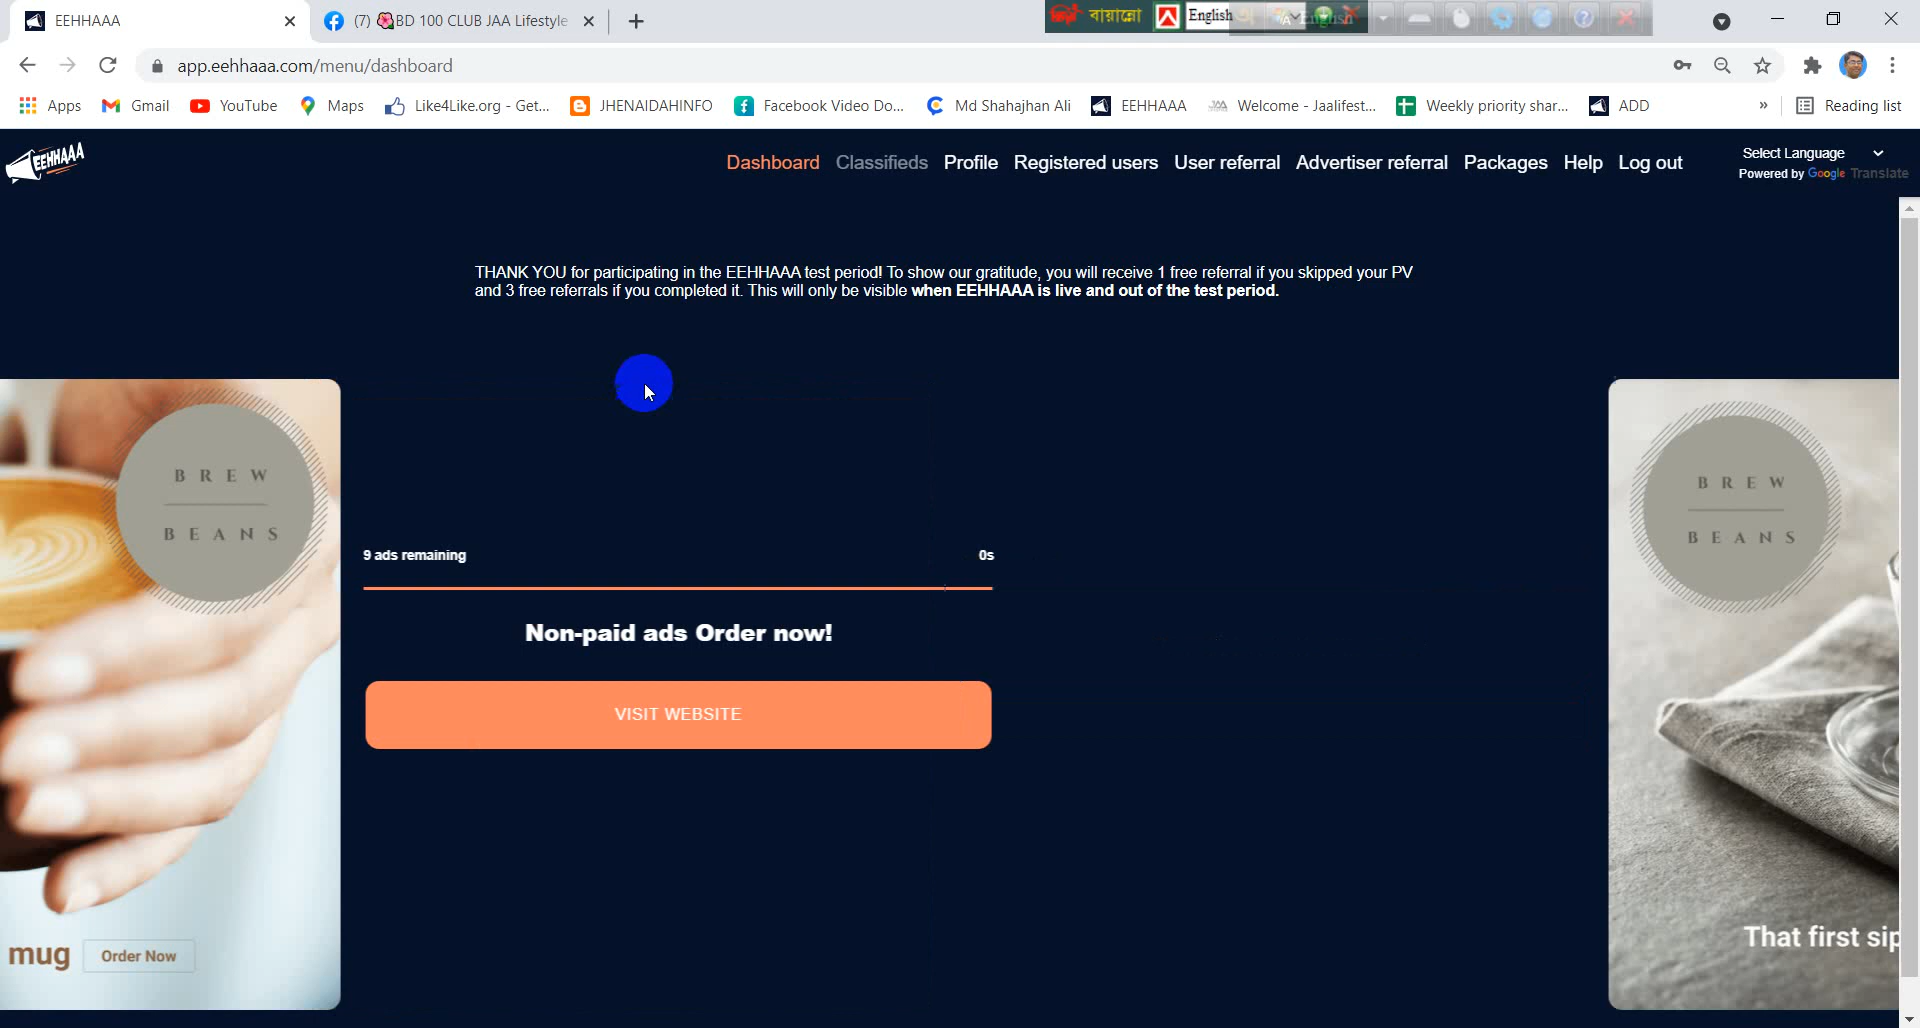 EEHHAAA
(7) 🌺BD 100 CLUB JAA Lifestyle
বায়ান্নো
English
app.eehhaaa.com/menu/dashboard
Apps
Gmail
YouTube
Maps
Like4Like.org - Get...
JHENAIDAHINFO
Facebook Video Do...
Md Shahajhan Ali
EEHHAAA
Welcome - Jaalifest...
Weekly priority shar...
ADD
»
Reading list
EEHHAAA
Dashboard
Classifieds
Profile
Registered users
User referral
Advertiser referral
Packages
Help
Log out
Select Language
Powered by Google Translate
THANK YOU for participating in the EEHHAAA test period! To show our gratitude, you will receive 1 free referral if you skipped your PV
and 3 free referrals if you completed it. This will only be visible when EEHHAAA is live and out of the test period.
BREW
BEANS
mug
Order Now
9 ads remaining
0s
Non-paid ads Order now!
VISIT WEBSITE
BREW
BEANS
That first sip